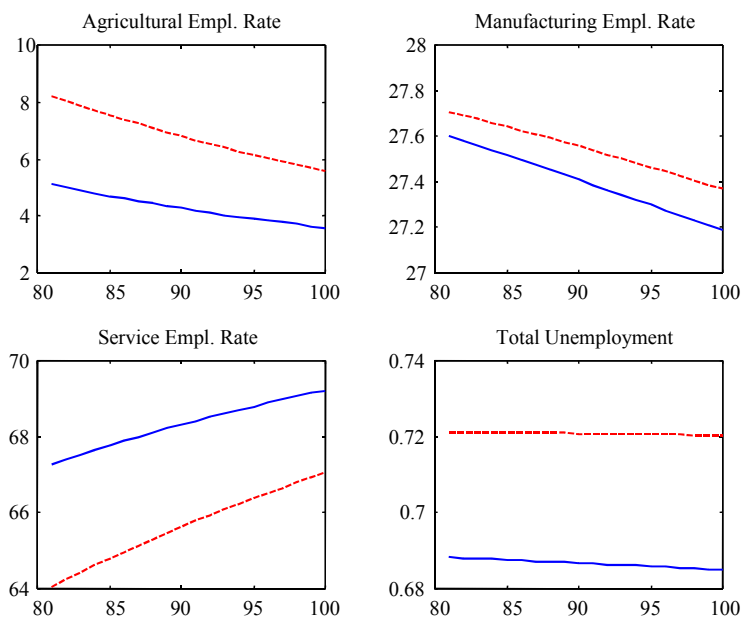 Agricultural Empl. Rate
10
8
6
4
2
80 85 90 95 100
Manufacturing Empl. Rate
28
27.8
27.6
27.4
27.2
27
80 85 90 95 100
Service Empl. Rate
70
68
66
64
80 85 90 95 100
Total Unemployment
0.74
0.72
0.7
0.68
80 85 90 95 100